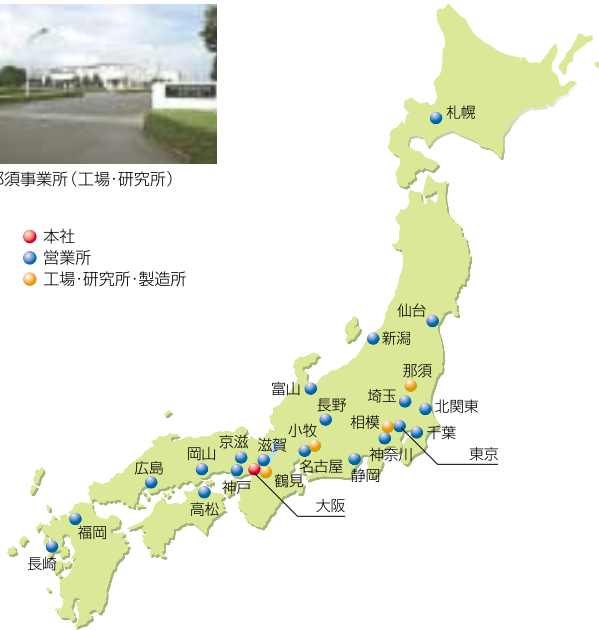 那須事業所(工場・研究所)
本社
営業所
工場・研究所・製造所
札幌
仙台
新潟
那須
富山
埼玉
北関東
長野
相模
千葉
小牧
神奈川
東京
京滋
滋賀
名古屋
静岡
岡山
広島
神戸
鶴見
高松
大阪
福岡
長崎